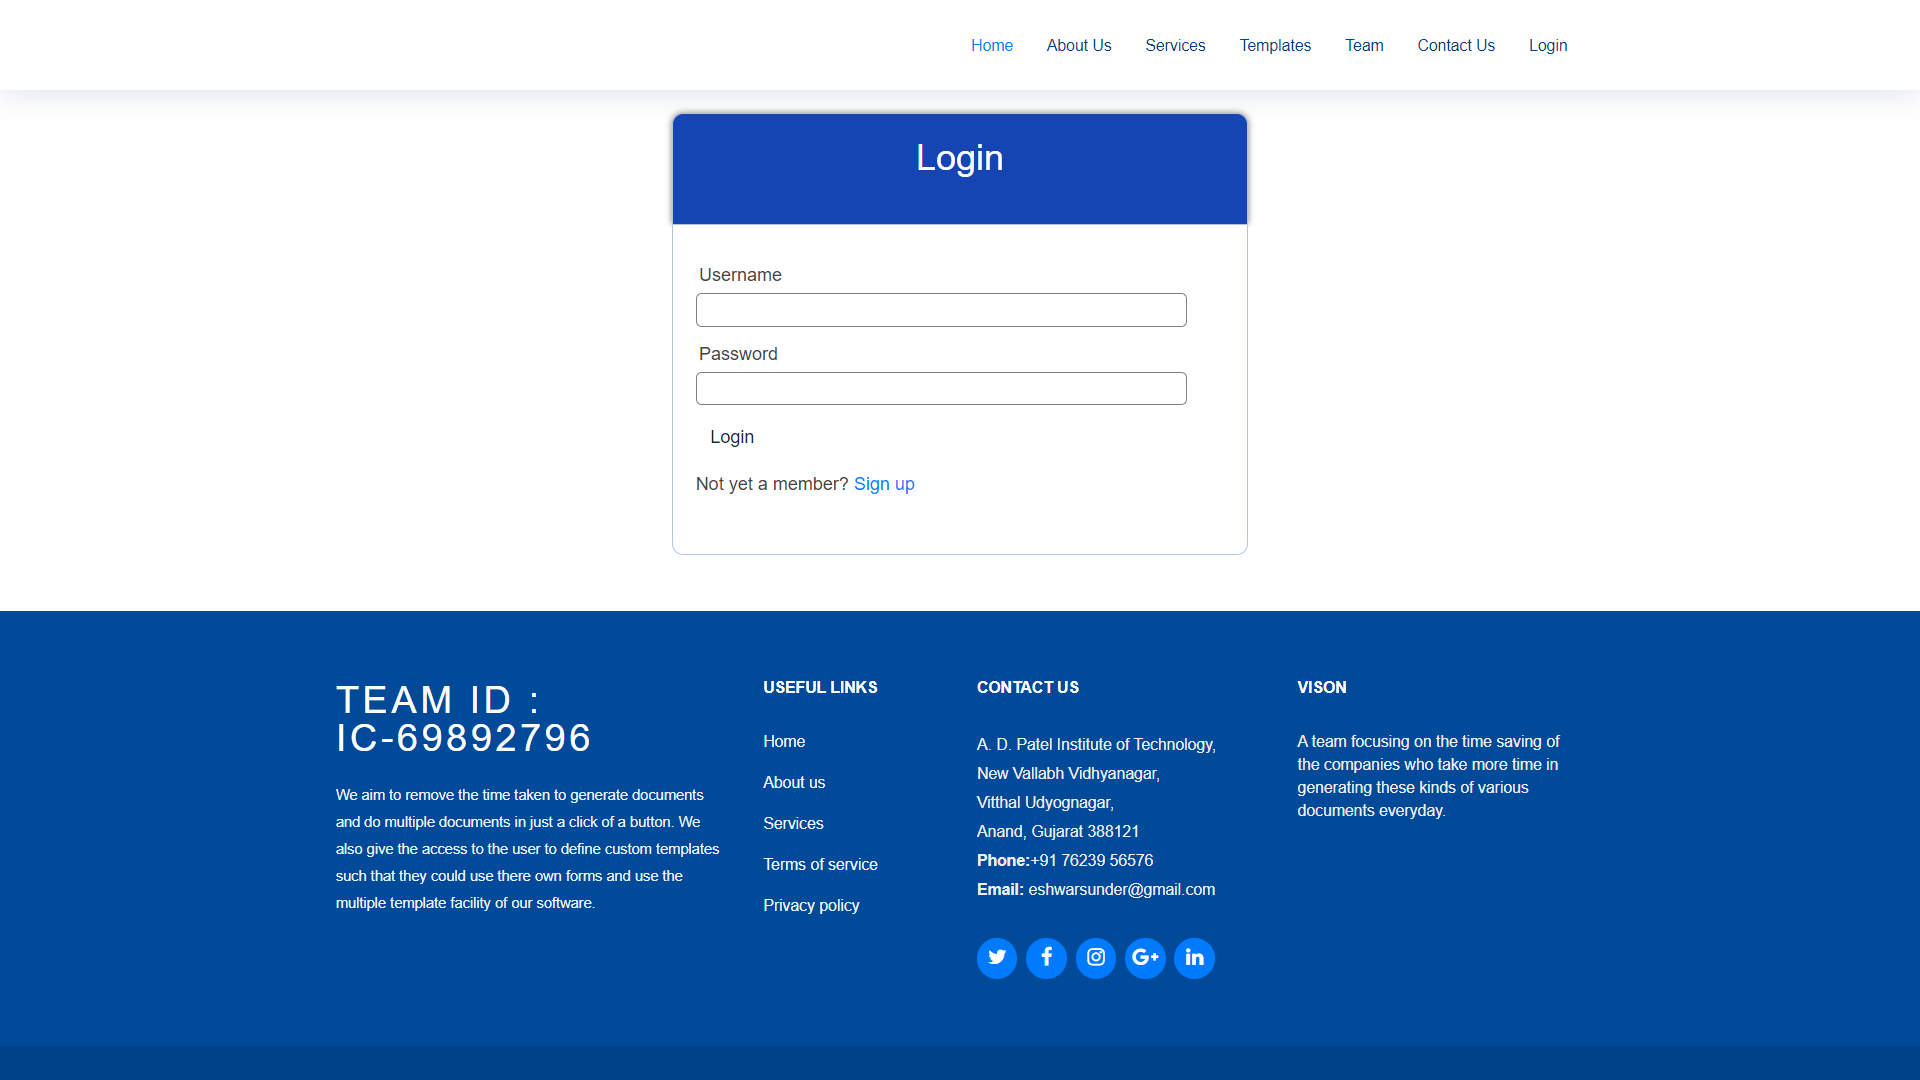 Home About Us Services Templates Team Contact Us Login
Login
Username
Password
Login
Not yet a member? Sign up
TEAM ID :
IC-69892796
We aim to remove the time taken to generate documents
and do multiple documents in just a click of a button. We
also give the access to the user to define custom templates
such that they could use there own forms and use the
multiple template facility of our software.
USEFUL LINKS
Home
About us
Services
Terms of service
Privacy policy
CONTACT US
A. D. Patel Institute of Technology,
New Vallabh Vidhyanagar,
Vitthal Udyognagar,
Anand, Gujarat 388121
Phone:+91 76239 56576
Email: eshwarsunder@gmail.com
VISON
A team focusing on the time saving of
the companies who take more time in
generating these kinds of various
documents everyday.